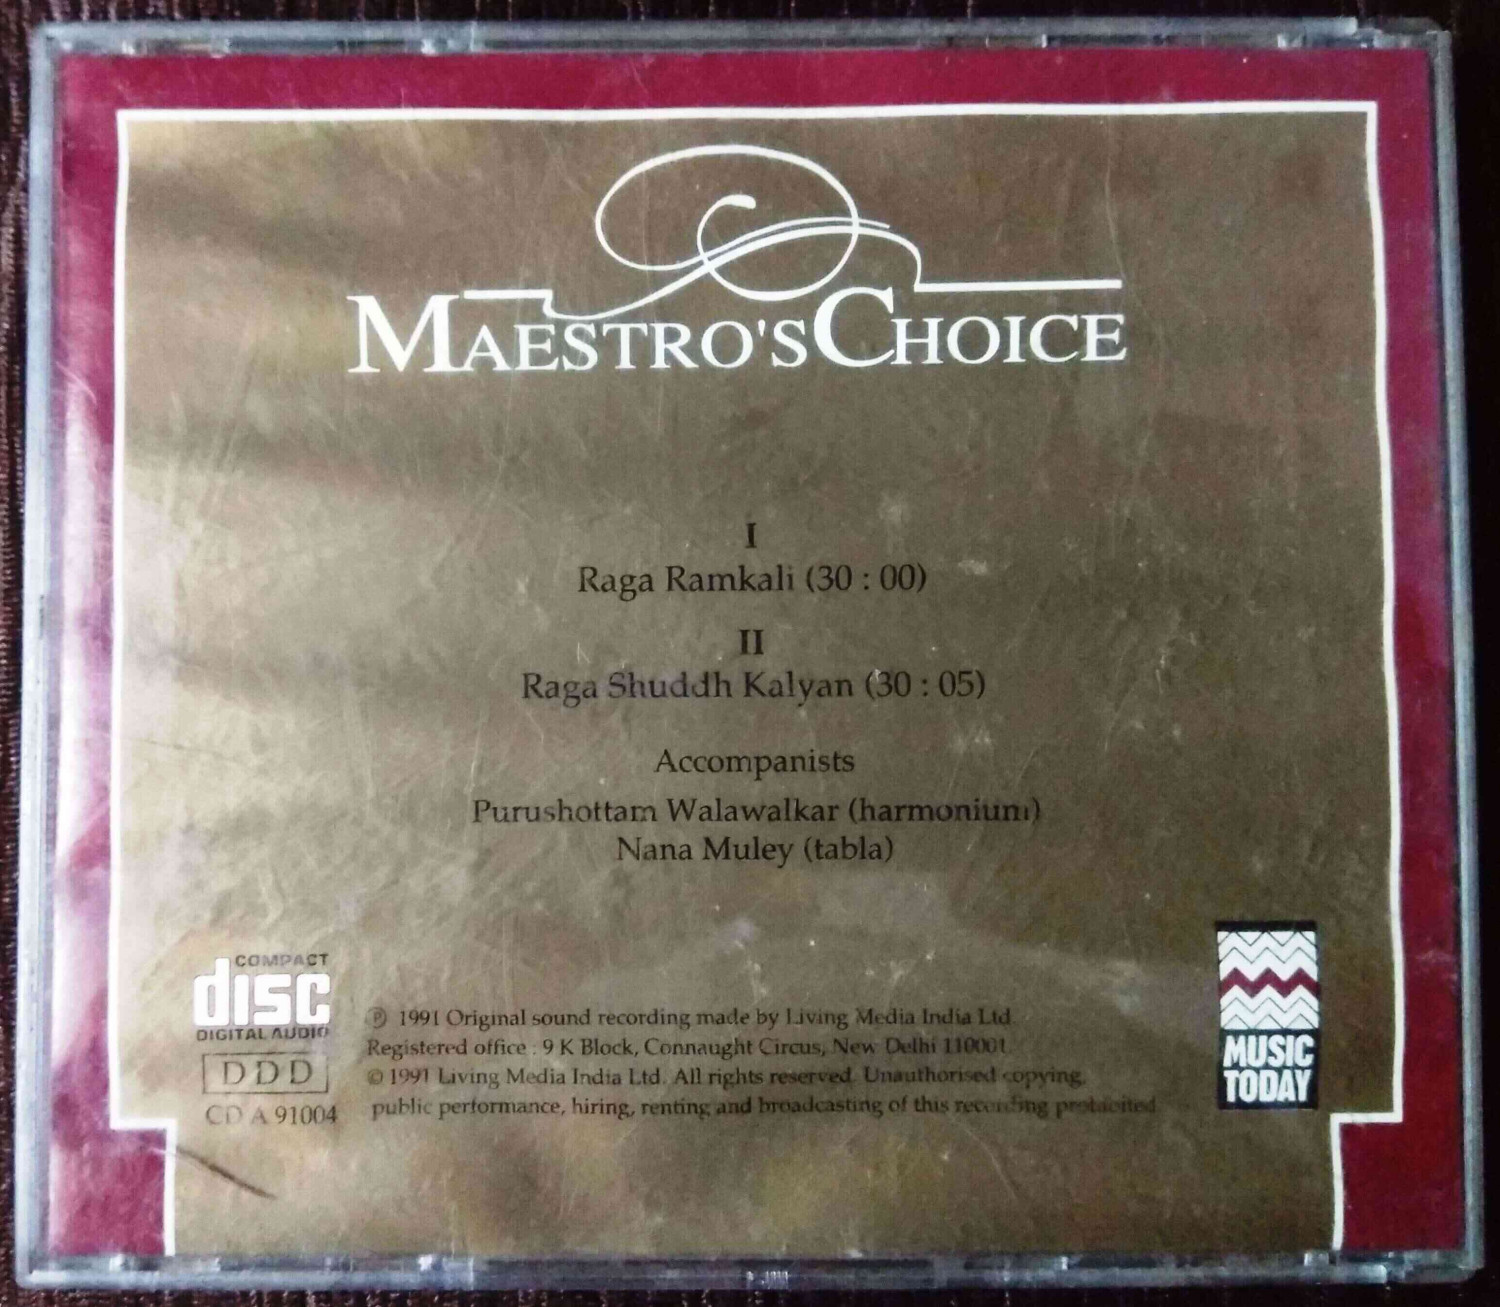 MAESTRO'S CHOICE
I
Raga Ramkali (30 : 00)
II
Raga Shuddh Kalyan (30 : 05)
Accompanists
Purushottam Walawalkar (harmonium)
Nana Muley (tabla)
COMPACT
disc
DIGITAL AUDIO
DDD
CD A 91004
℗ 1991 Original sound recording made by Living Media India Ltd.
Registered office : 9 K Block, Connaught Circus, New Delhi 110001.
© 1991 Living Media India Ltd. All rights reserved. Unauthorised copying,
public performance, hiring, renting and broadcasting of this recording prohibited.
MUSIC
TODAY